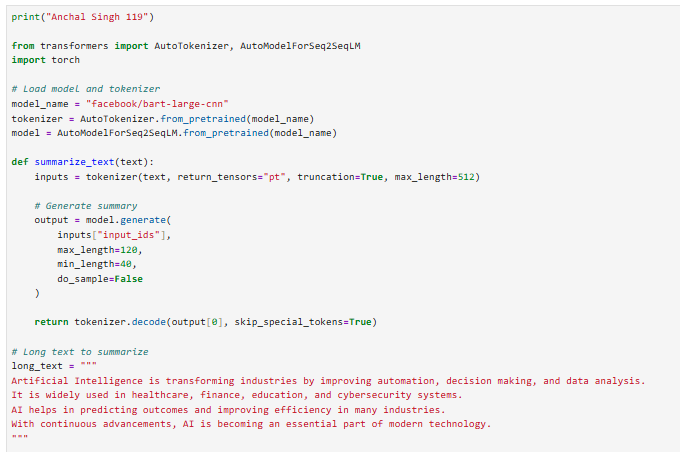 print("Anchal Singh 119")
from transformers import AutoTokenizer, AutoModelForSeq2SeqLM
import torch
# Load model and tokenizer
model_name = "facebook/bart-large-cnn"
tokenizer = AutoTokenizer.from_pretrained(model_name)
model = AutoModelForSeq2SeqLM.from_pretrained(model_name)
def summarize_text(text):
    inputs = tokenizer(text, return_tensors="pt", truncation=True, max_length=512)
    # Generate summary
    output = model.generate(
        inputs["input_ids"],
        max_length=120,
        min_length=40,
        do_sample=False
    )
    return tokenizer.decode(output[0], skip_special_tokens=True)
# Long text to summarize
long_text = """
Artificial Intelligence is transforming industries by improving automation, decision making, and data analysis.
It is widely used in healthcare, finance, education, and cybersecurity systems.
AI helps in predicting outcomes and improving efficiency in many industries.
With continuous advancements, AI is becoming an essential part of modern technology.
"""